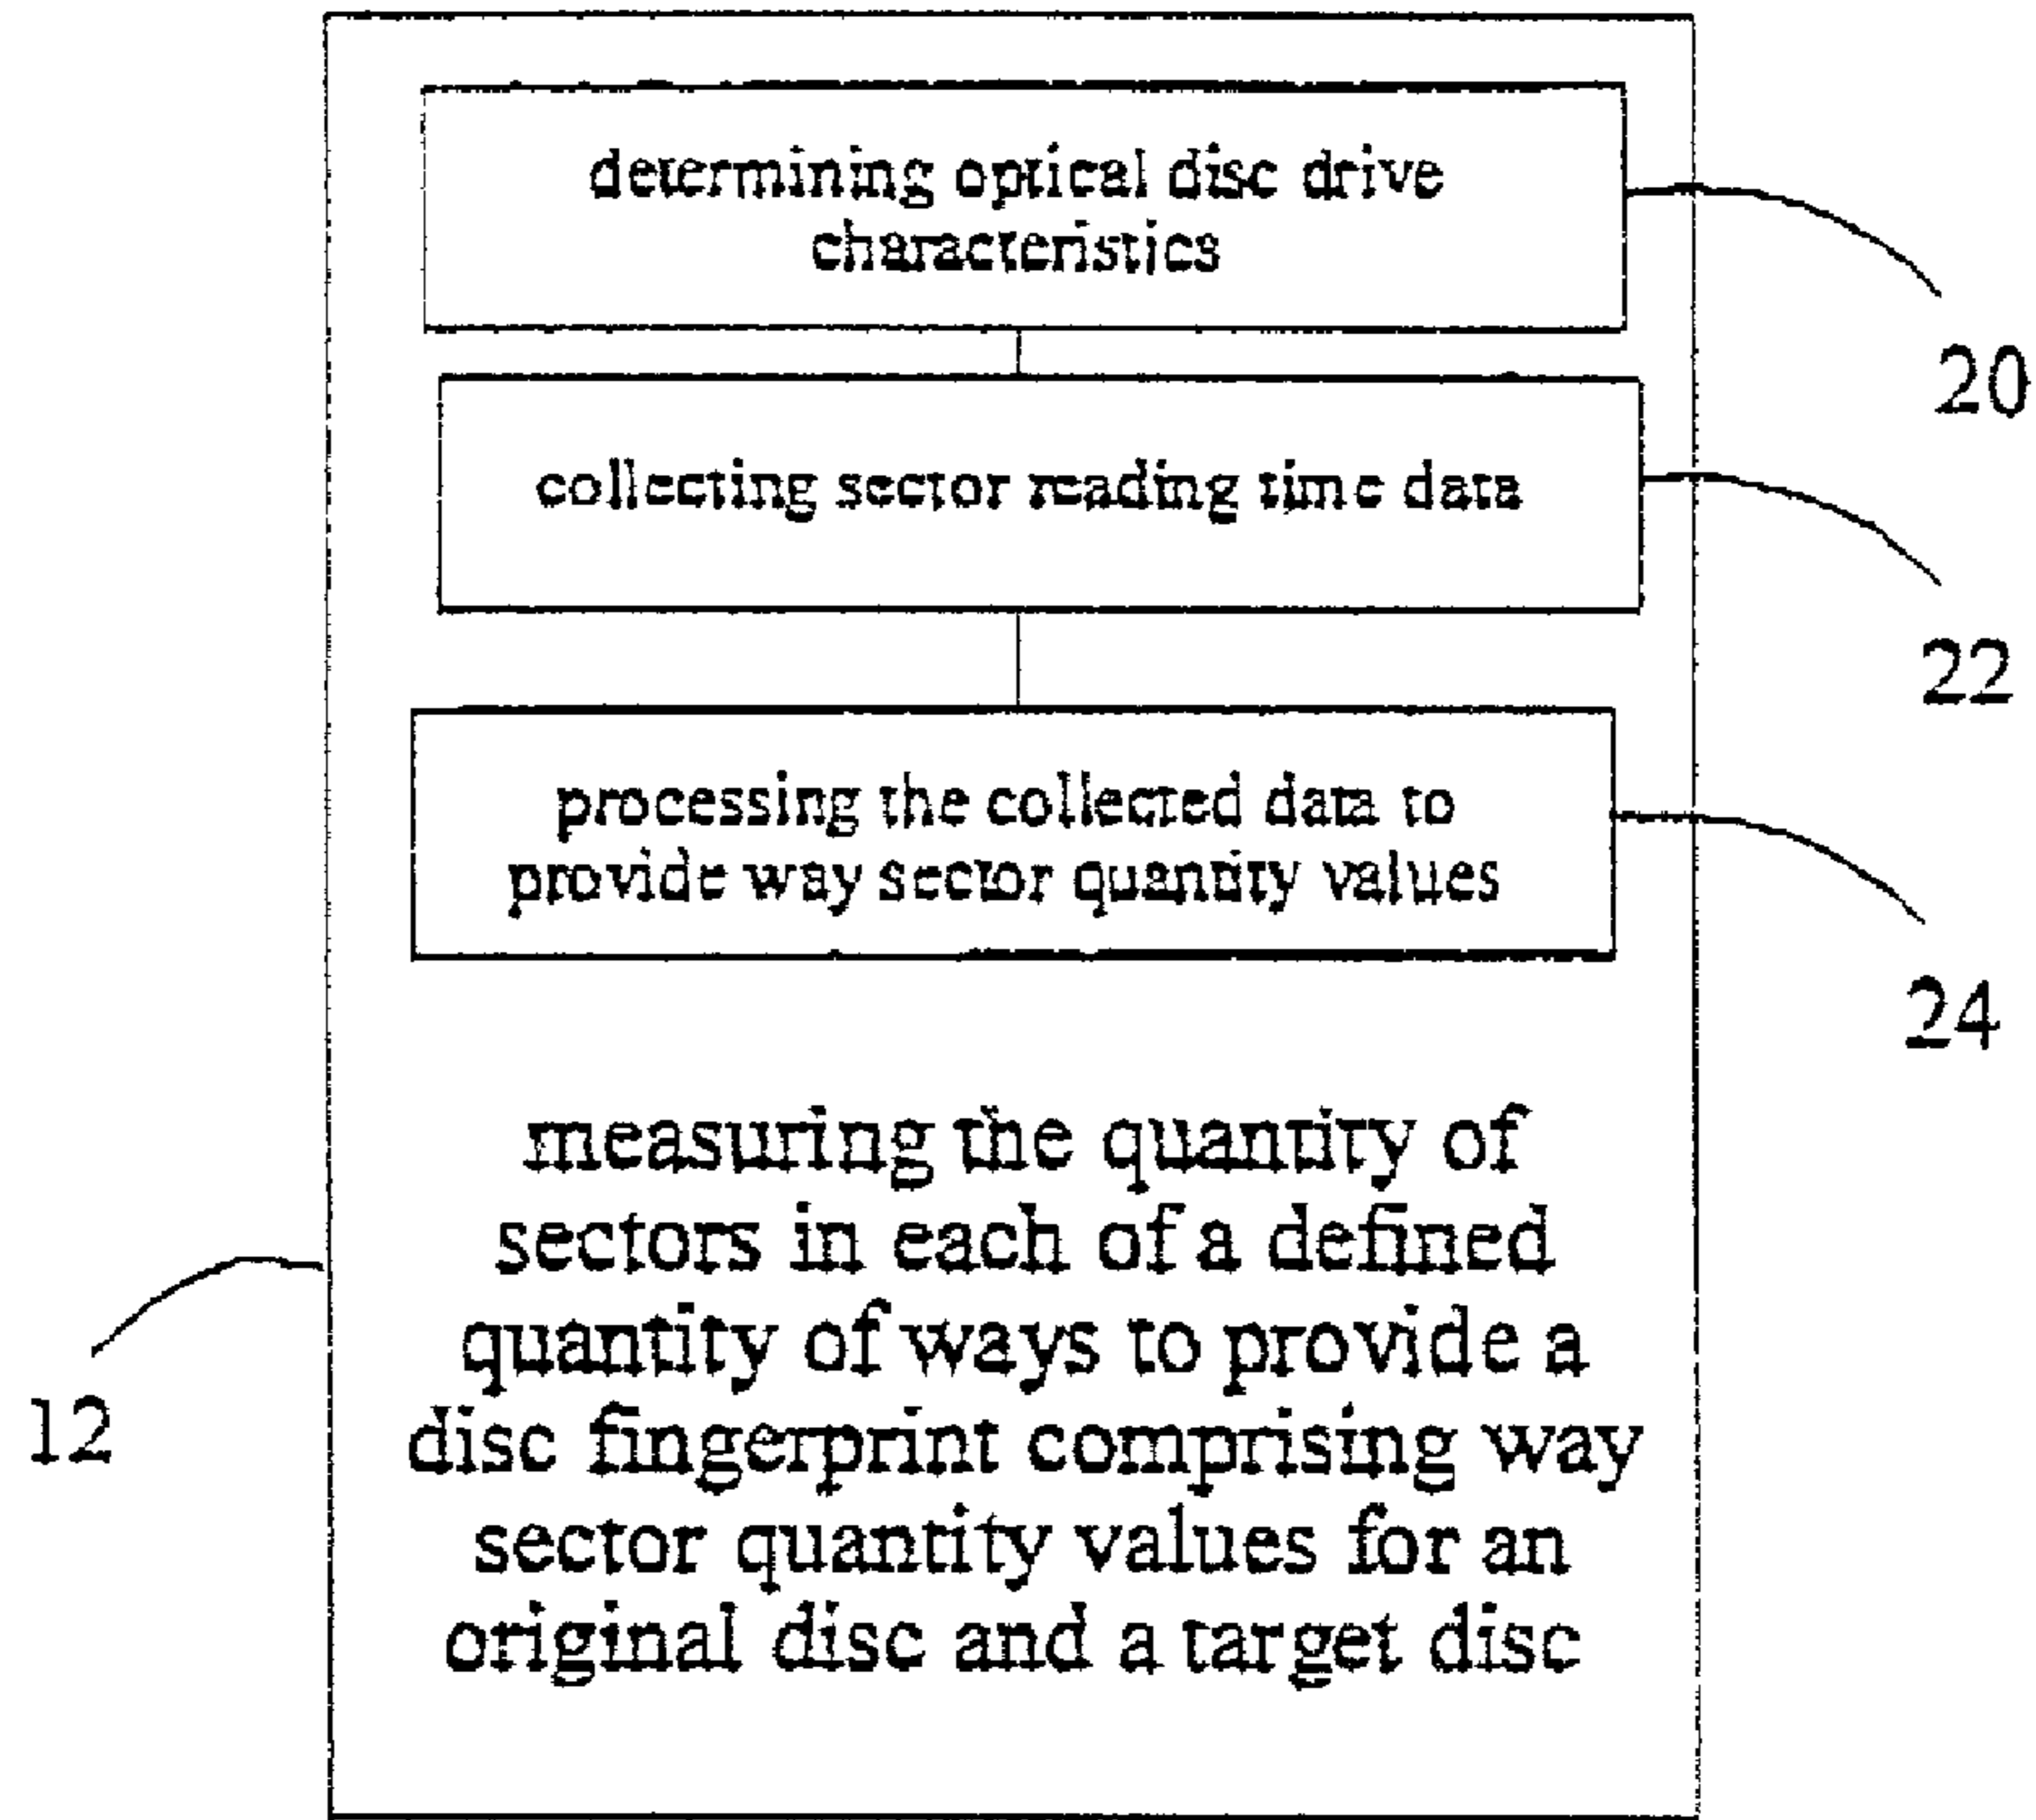 determining optical disc drive
characteristics
20
collecting sector reading time data
22
processing the collected data to
provide way sector quantity values
24
measuring the quantity of
sectors in each of a defined
quantity of ways to provide a
disc fingerprint comprising way
sector quantity values for an
original disc and a target disc
12